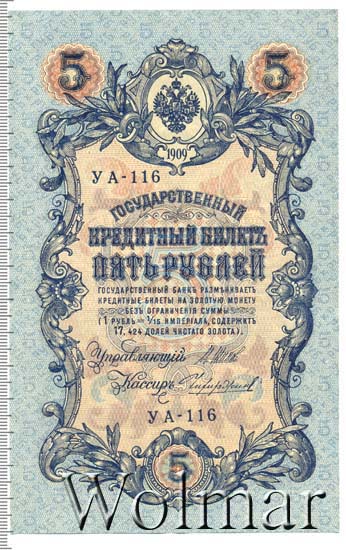 5 5
1909
УА-116
ГОСУДАРСТВЕННЫЙ
КРЕДИТНЫЙ БИЛЕТЪ
ПЯТЬ РУБЛЕЙ
ГОСУДАРСТВЕННЫЙ БАНКЪ РАЗМѢНИВАЕТЪ
КРЕДИТНЫЕ БИЛЕТЫ НА ЗОЛОТУЮ МОНЕТУ
БЕЗЪ ОГРАНИЧЕНІЯ СУММЫ
(1 РУБЛЬ = 1/15 ИМПЕРІАЛА, СОДЕРЖИТЪ
17,424 ДОЛЕЙ ЧИСТАГО ЗОЛОТА).
Управляющій
Кассиръ
УА-116
5
Wolmar